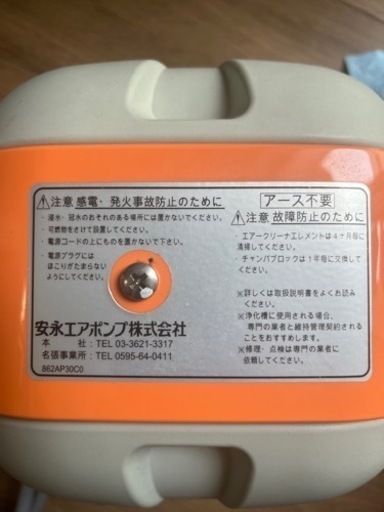 ⚠注意 感電・発火事故防止のために
・浸水・冠水のおそれのある場所には置かないでください。
・可燃物をさけて設置してください。
・電源コードの上にものを置かないで下さい。
・電源プラグには
ほこりがたまらない
ようにしてください。
安永エアポンプ株式会社
本 社:TEL 03-3621-3317
名張事業所:TEL 0595-64-0411
862AP30C0
アース不要
⚠注意 故障防止のために
・エアークリーナエレメントは4ヶ月毎に
清掃してください。
・チャンバブロックは1年毎に交換して
ください。
※詳しくは取扱説明書をよくお読み
ください。
※浄化槽に使用される場合、
専門の業者と維持管理契約される
ことをおすすめします。
※修理・点検は専門の業者に
依頼してください。